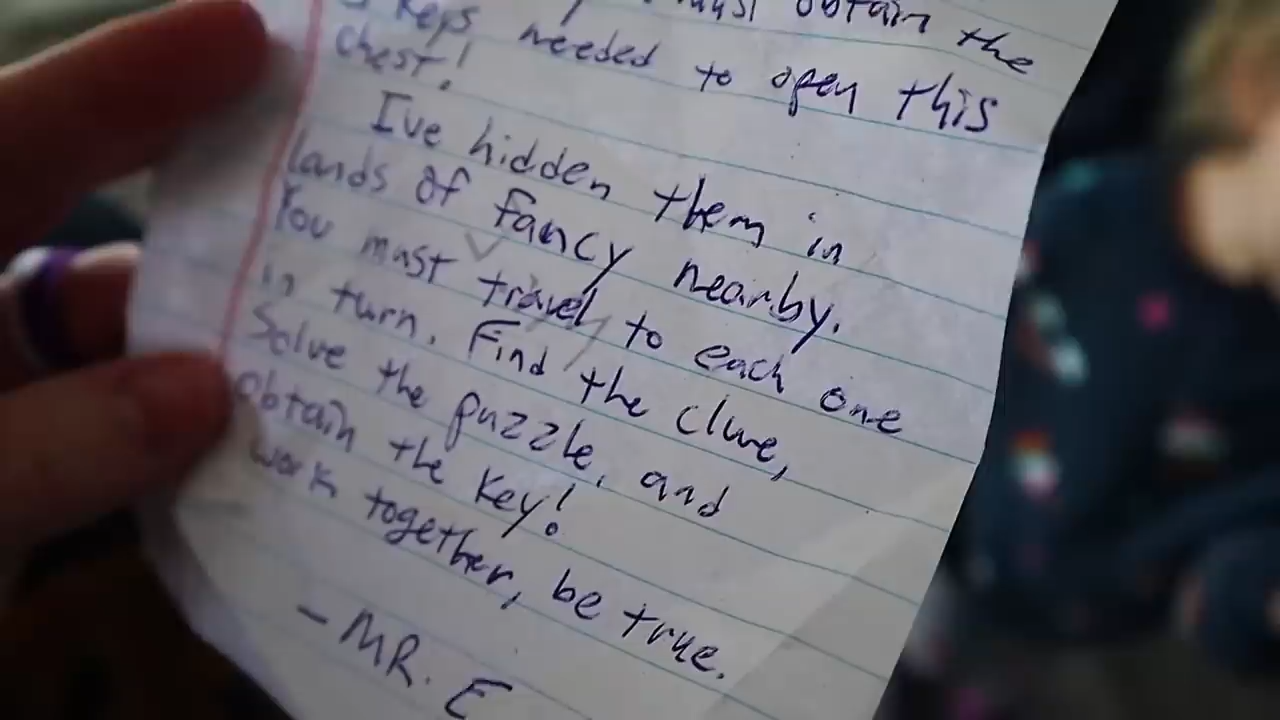 must obtain the
keys needed to open this
chest!
I've hidden them in
lands of fancy nearby.
You must travel to each one
in turn. Find the clue,
Solve the puzzle, and
obtain the key!
work together, be true.
- MR. E